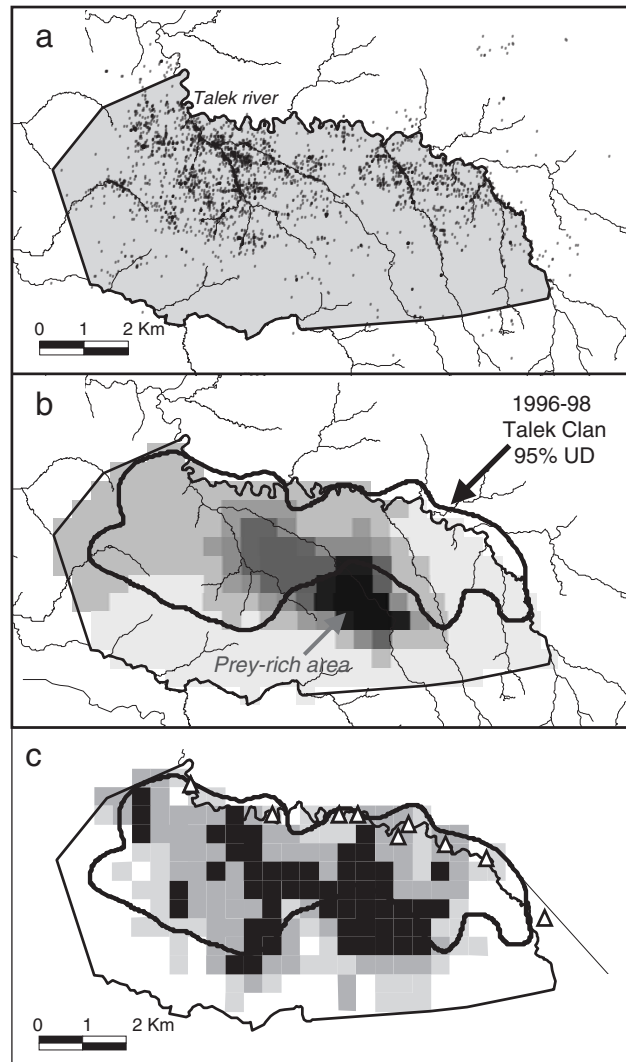 a
Talek river
0 1 2 Km
b
1996-98
Talek Clan
95% UD
Prey-rich area
c
0 1 2 Km